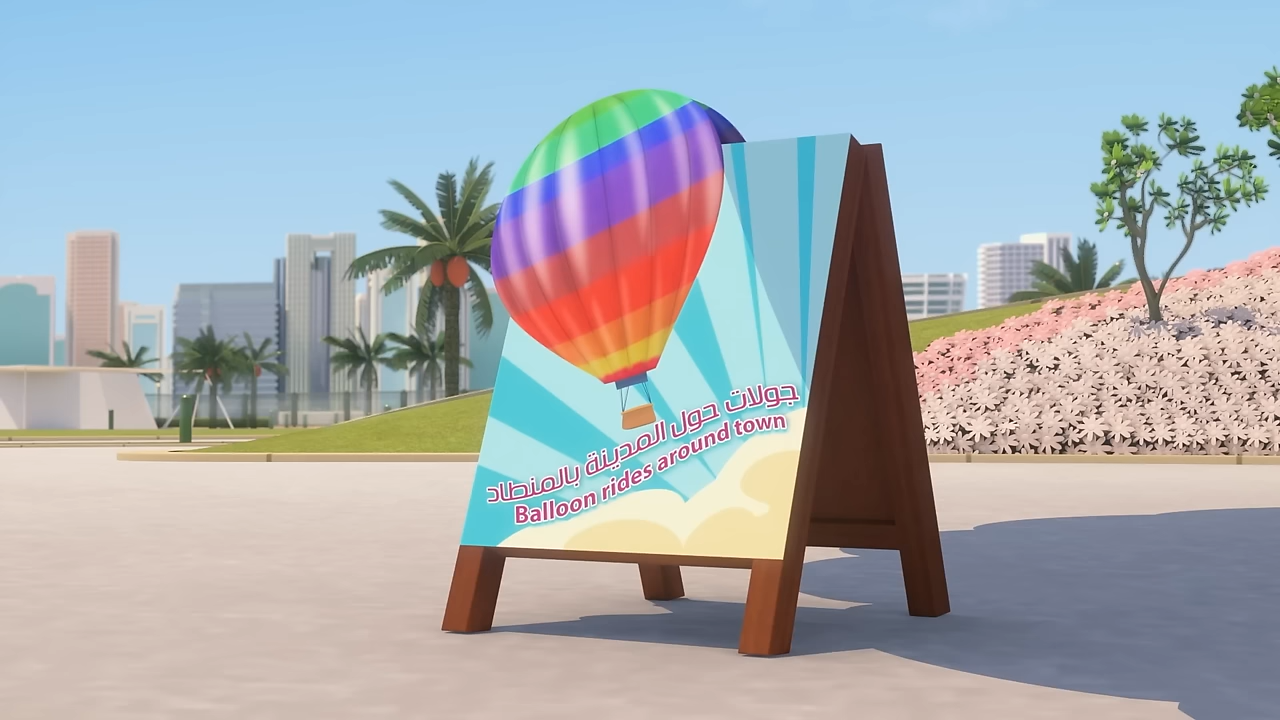 جولات حول المدينة بالمنطاد
Balloon rides around town